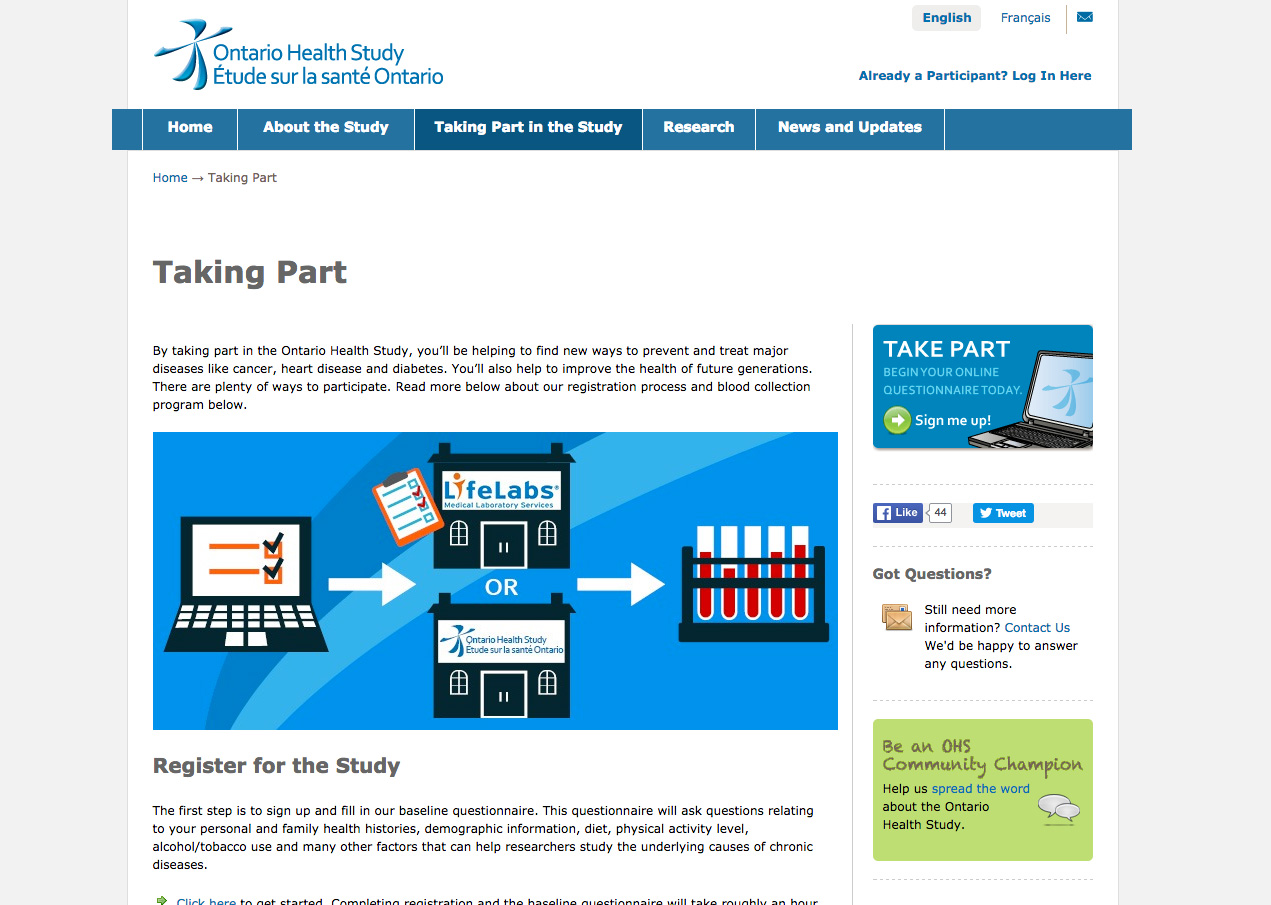 English Français
Ontario Health Study
Étude sur la santé Ontario
Already a Participant? Log In Here
Home About the Study Taking Part in the Study Research News and Updates
Home → Taking Part
Taking Part
By taking part in the Ontario Health Study, you'll be helping to find new ways to prevent and treat major
diseases like cancer, heart disease and diabetes. You'll also help to improve the health of future generations.
There are plenty of ways to participate. Read more below about our registration process and blood collection
program below.
LifeLabs®
Medical Laboratory Services
OR
Ontario Health Study
Étude sur la santé Ontario
Register for the Study
The first step is to sign up and fill in our baseline questionnaire. This questionnaire will ask questions relating
to your personal and family health histories, demographic information, diet, physical activity level,
alcohol/tobacco use and many other factors that can help researchers study the underlying causes of chronic
diseases.
Click here to get started. Completing registration and the baseline questionnaire will take roughly an hour
TAKE PART
BEGIN YOUR ONLINE
QUESTIONNAIRE TODAY.
Sign me up!
Like 44 Tweet
Got Questions?
Still need more
information? Contact Us
We'd be happy to answer
any questions.
Be an OHS
Community Champion
Help us spread the word
about the Ontario
Health Study.